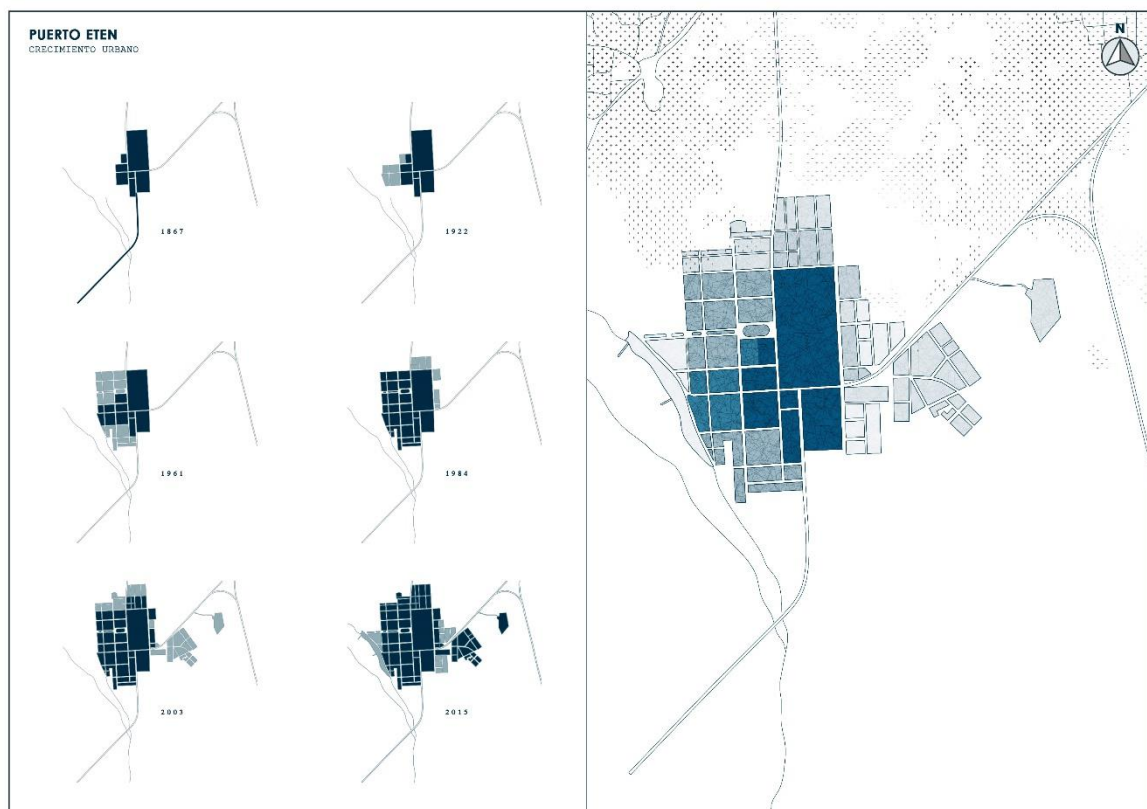 PUERTO ETEN
CRECIMIENTO URBANO
N
1867
1922
1961
1984
2003
2015